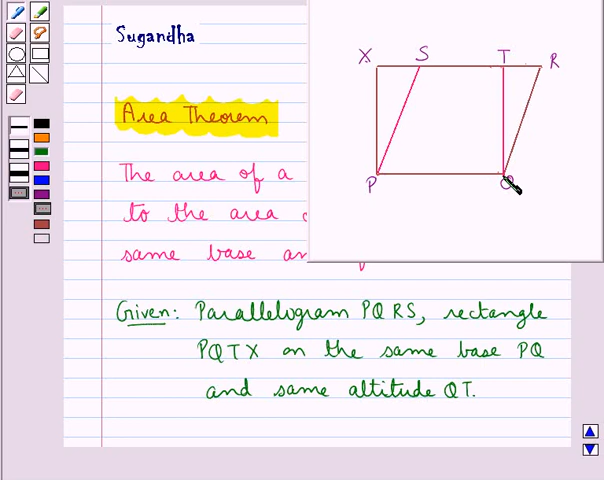 Sugandha
Area Theorem
The area of a
to the area
same base an
Given: Parallelogram PQRS, rectangle
PQTX on the same base PQ
and same altitude QT.
X S T R
P Q